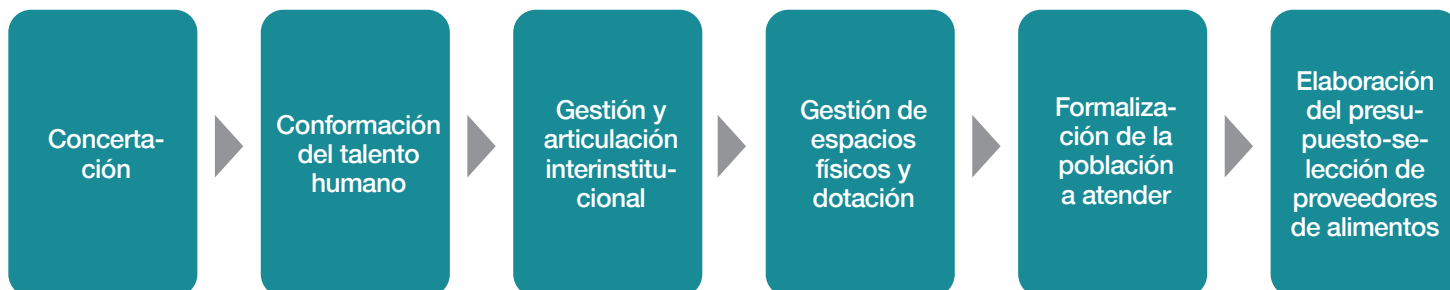 Concerta-
ción
Conformación
del talento
humano
Gestión y
articulación
interinstitu-
cional
Gestión de
espacios
físicos y
dotación
Formaliza-
ción de la
población
a atender
Elaboración
del presu-
puesto-se-
lección de
proveedores
de alimentos